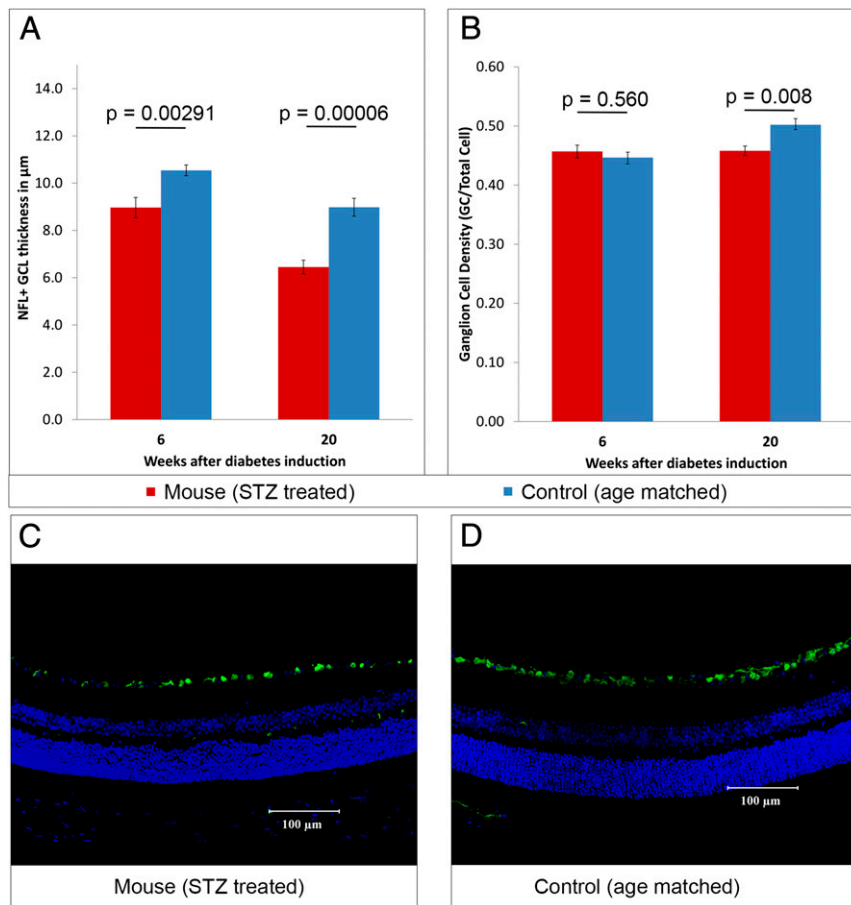 A
14.0
12.0
10.0
8.0
6.0
4.0
2.0
0.0
NFL+ GCL thickness in µm
p = 0.00291
p = 0.00006
6
20
Weeks after diabetes induction
B
0.60
0.50
0.40
0.30
0.20
0.10
0.00
Ganglion Cell Density (GC/Total Cell)
p = 0.560
p = 0.008
6
20
Weeks after diabetes induction
Mouse (STZ treated)
Control (age matched)
C
100 µm
Mouse (STZ treated)
D
100 µm
Control (age matched)